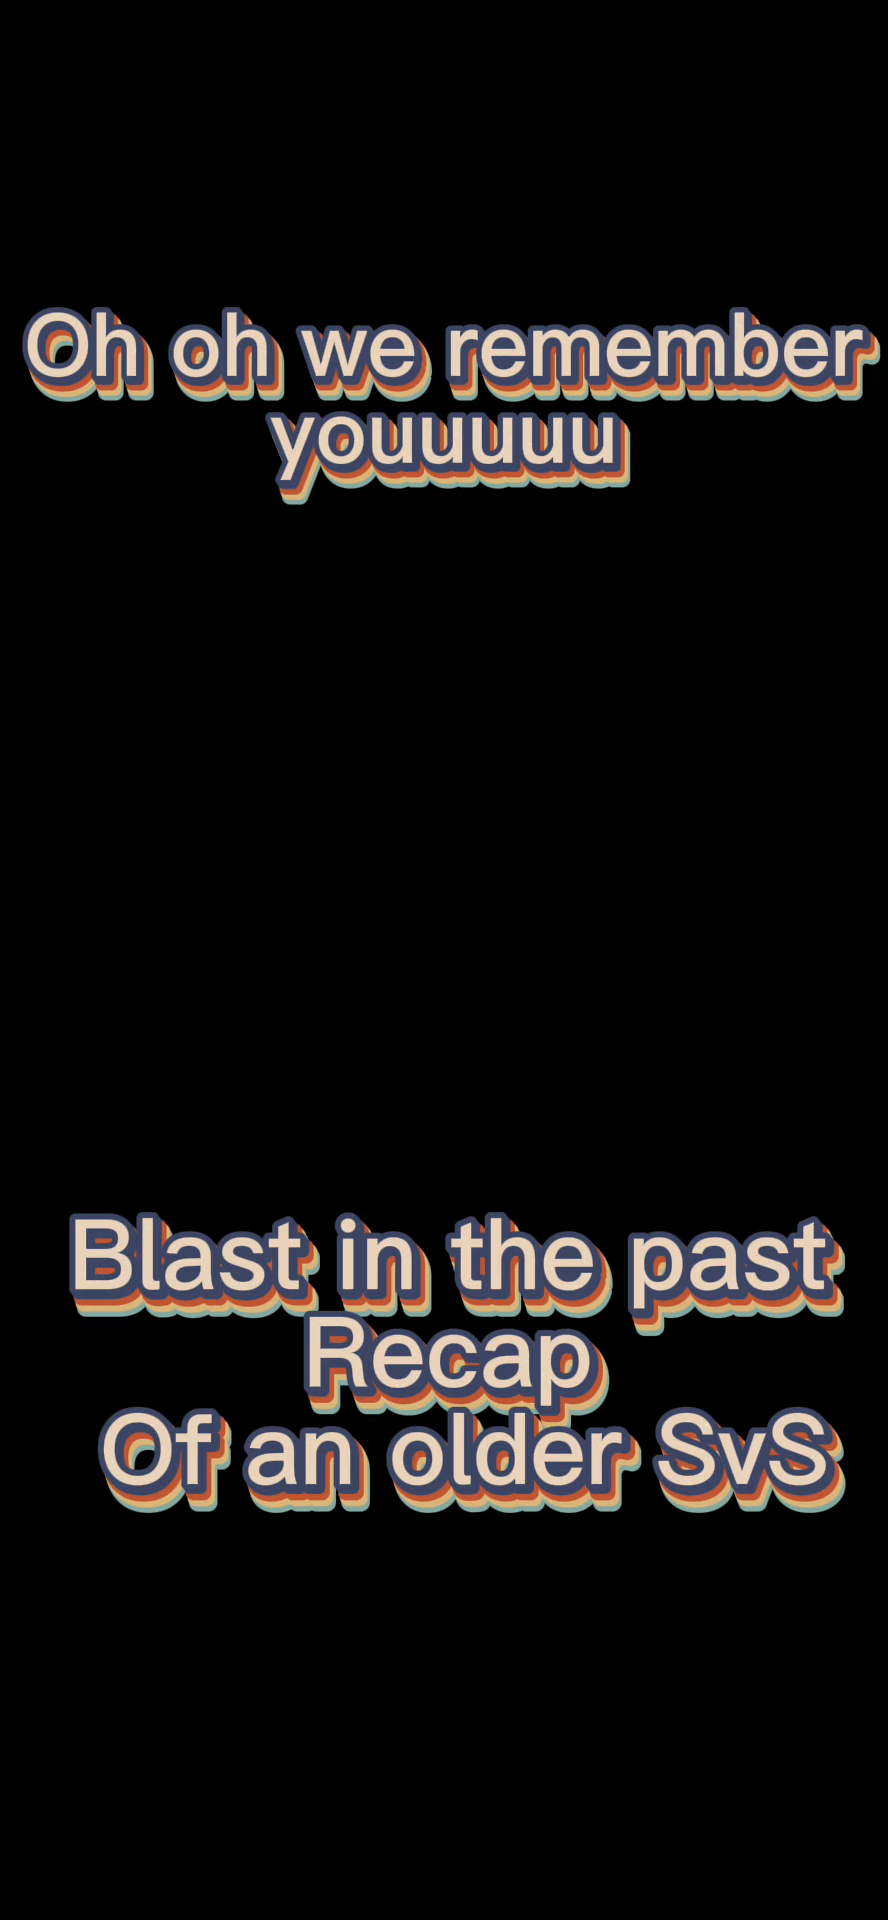 Oh oh we remember
youuuuu
Blast in the past
Recap
Of an older SvS